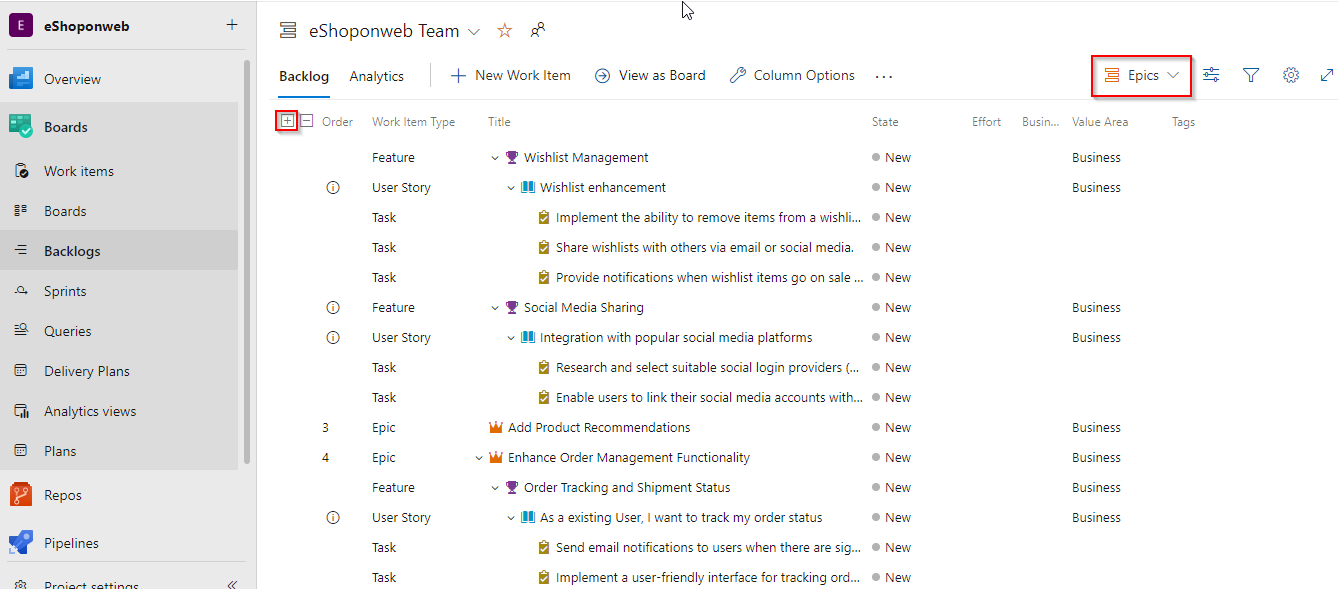 E eShoponweb
Overview
Boards
Work items
Boards
Backlogs
Sprints
Queries
Delivery Plans
Analytics views
Plans
Repos
Pipelines
Project settings
eShoponweb Team
Backlog Analytics New Work Item View as Board Column Options ... Epics
Order Work Item Type Title State Effort Busin... Value Area Tags
Feature Wishlist Management New Business
User Story Wishlist enhancement New Business
Task Implement the ability to remove items from a wishli... New
Task Share wishlists with others via email or social media. New
Task Provide notifications when wishlist items go on sale ... New
Feature Social Media Sharing New Business
User Story Integration with popular social media platforms New Business
Task Research and select suitable social login providers (... New
Task Enable users to link their social media accounts with... New
3 Epic Add Product Recommendations New Business
4 Epic Enhance Order Management Functionality New Business
Feature Order Tracking and Shipment Status New Business
User Story As a existing User, I want to track my order status New Business
Task Send email notifications to users when there are sig... New
Task Implement a user-friendly interface for tracking ord... New